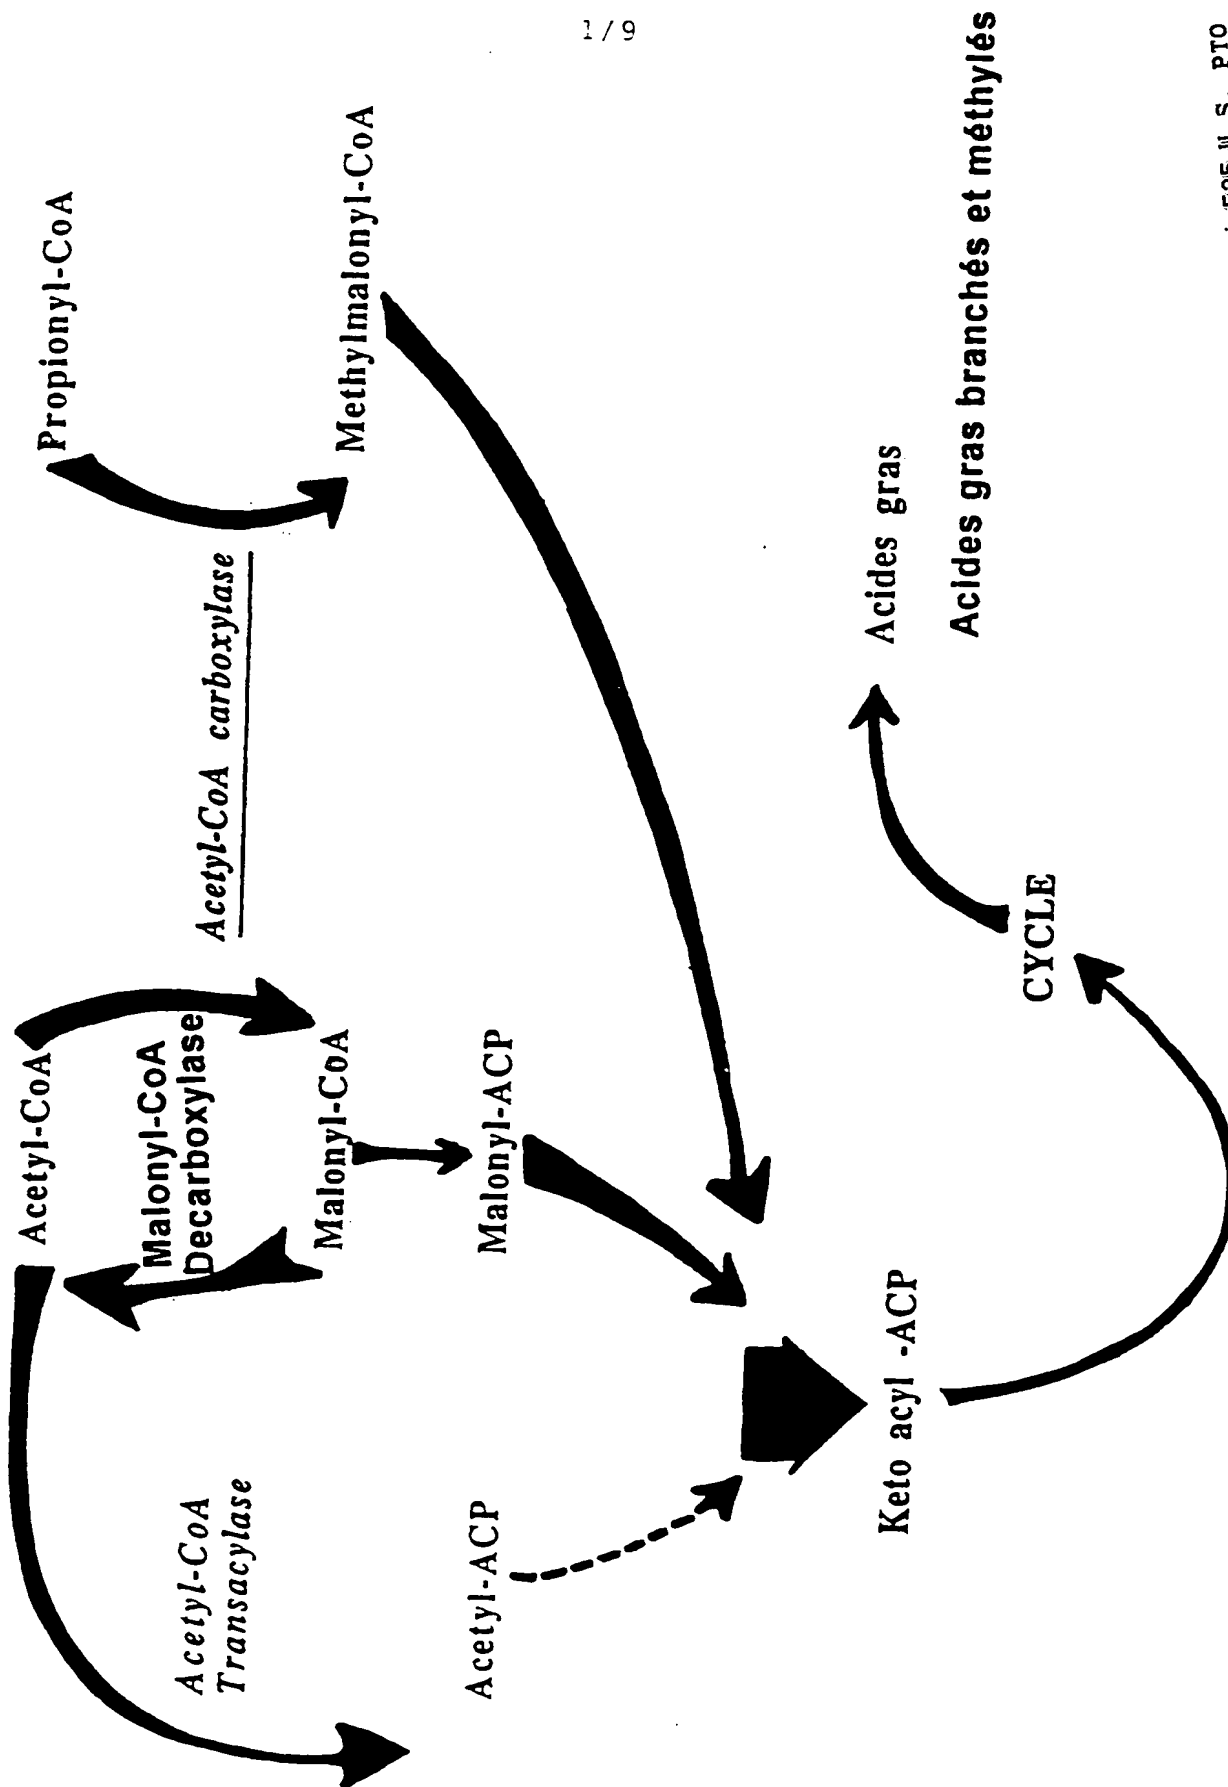 1/9
Acetyl-CoA
Propionyl-CoA
Malonyl-CoA
Decarboxylase
Acetyl-CoA carboxylase
Acetyl-CoA
Transacylase
Malonyl-CoA
Methylmalonyl-CoA
Acetyl-ACP
Malonyl-ACP
Keto acyl -ACP
Acides gras
Acides gras branchés et méthylés
CYCLE
S. PTO